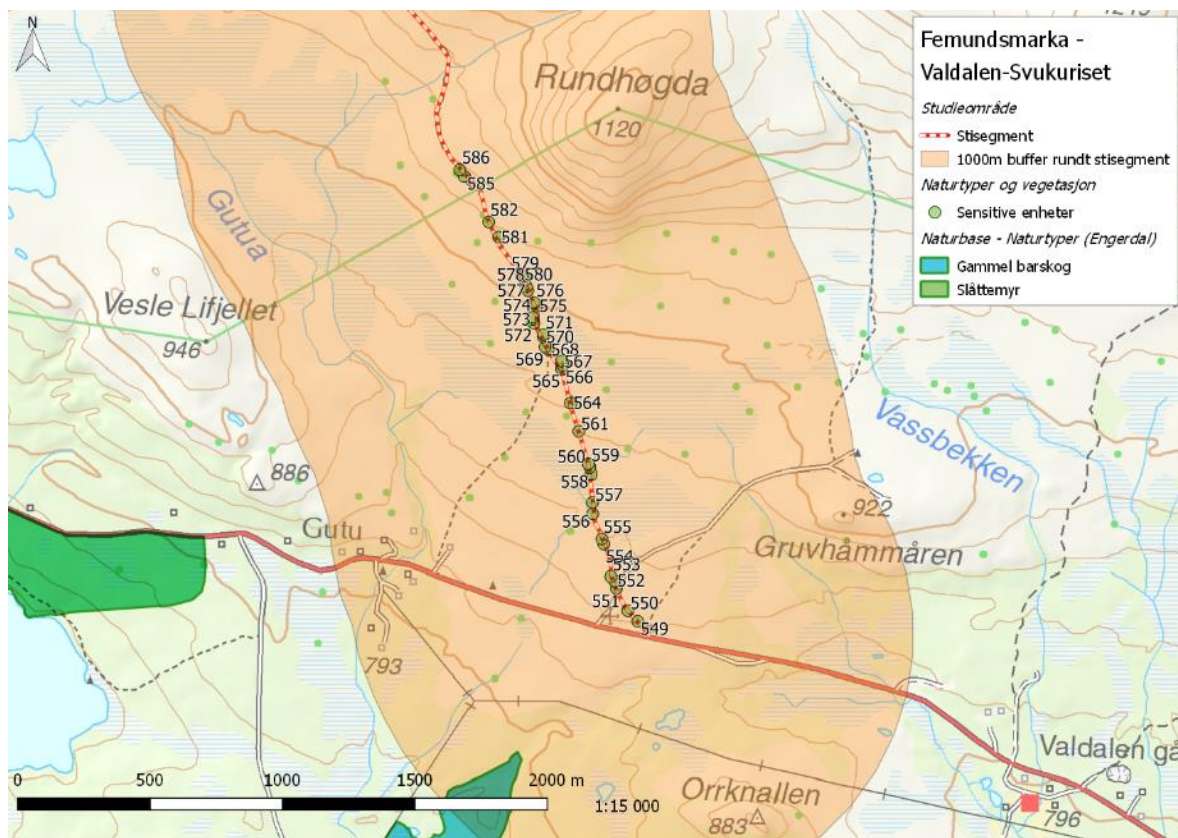 N
1219
Femundsmarka -
Valdalen-Svukuriset
Studieområde
Stisegment
1000m buffer rundt stisegment
Naturtyper og vegetasjon
Sensitive enheter
Naturbase - Naturtyper (Engerdal)
Gammel barskog
Slåttemyr
Rundhøgda
1120
586
585
582
581
579
578 580
577 576
574 575
573 571
572 570
569 568
567
565 566
564
561
560 559
558
557
556
555
554
553
552
551 550
549
Gutua
Vesle Lifjellet
946
886
Gutu
793
Vassbekken
922
Gruvhåmmåren
Orrknallen
883
Valdalen gå
796
0 500 1000 1500 2000 m
1:15 000